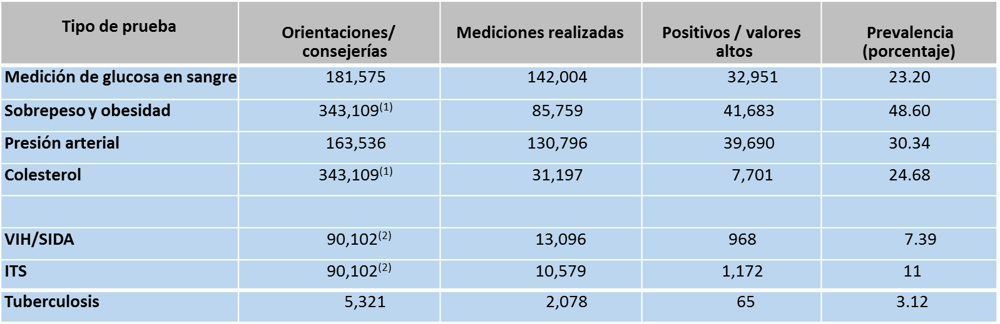 Tipo de prueba Orientaciones/ consejerías Mediciones realizadas Positivos / valores altos Prevalencia (porcentaje)
Medición de glucosa en sangre 181,575 142,004 32,951 23.20
Sobrepeso y obesidad 343,109(1) 85,759 41,683 48.60
Presión arterial 163,536 130,796 39,690 30.34
Colesterol 343,109(1) 31,197 7,701 24.68
VIH/SIDA 90,102(2) 13,096 968 7.39
ITS 90,102(2) 10,579 1,172 11
Tuberculosis 5,321 2,078 65 3.12